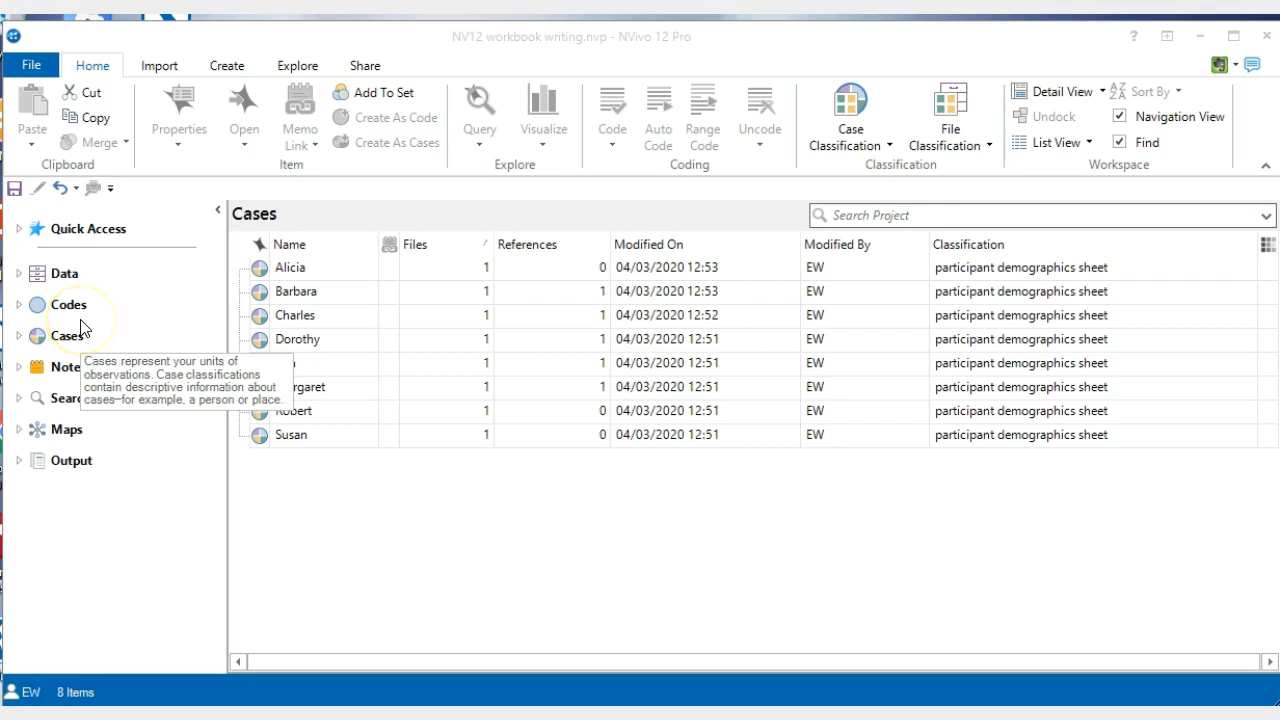 NV12 workbook writing.nvp - NVivo 12 Pro
?
File Home Import Create Explore Share
Paste Cut Copy Merge
Clipboard
Properties Open Memo Link Add To Set Create As Code Create As Cases
Item
Query Visualize
Explore
Code Auto Code Range Code Uncode
Coding
Case Classification File Classification
Classification
Detail View Sort By
Undock Navigation View
List View Find
Workspace
Quick Access
Data
Codes
Cases
Note
Sear
Maps
Output
Cases represent your units of
observations. Case classifications
contain descriptive information about
cases–for example, a person or place.
Cases Search Project
Name Files References Modified On Modified By Classification
Alicia 1 0 04/03/2020 12:53 EW participant demographics sheet
Barbara 1 1 04/03/2020 12:53 EW participant demographics sheet
Charles 1 1 04/03/2020 12:52 EW participant demographics sheet
Dorothy 1 1 04/03/2020 12:51 EW participant demographics sheet
1 1 04/03/2020 12:51 EW participant demographics sheet
rgaret 1 1 04/03/2020 12:51 EW participant demographics sheet
Robert 1 0 04/03/2020 12:51 EW participant demographics sheet
Susan 1 0 04/03/2020 12:51 EW participant demographics sheet
EW 8 Items